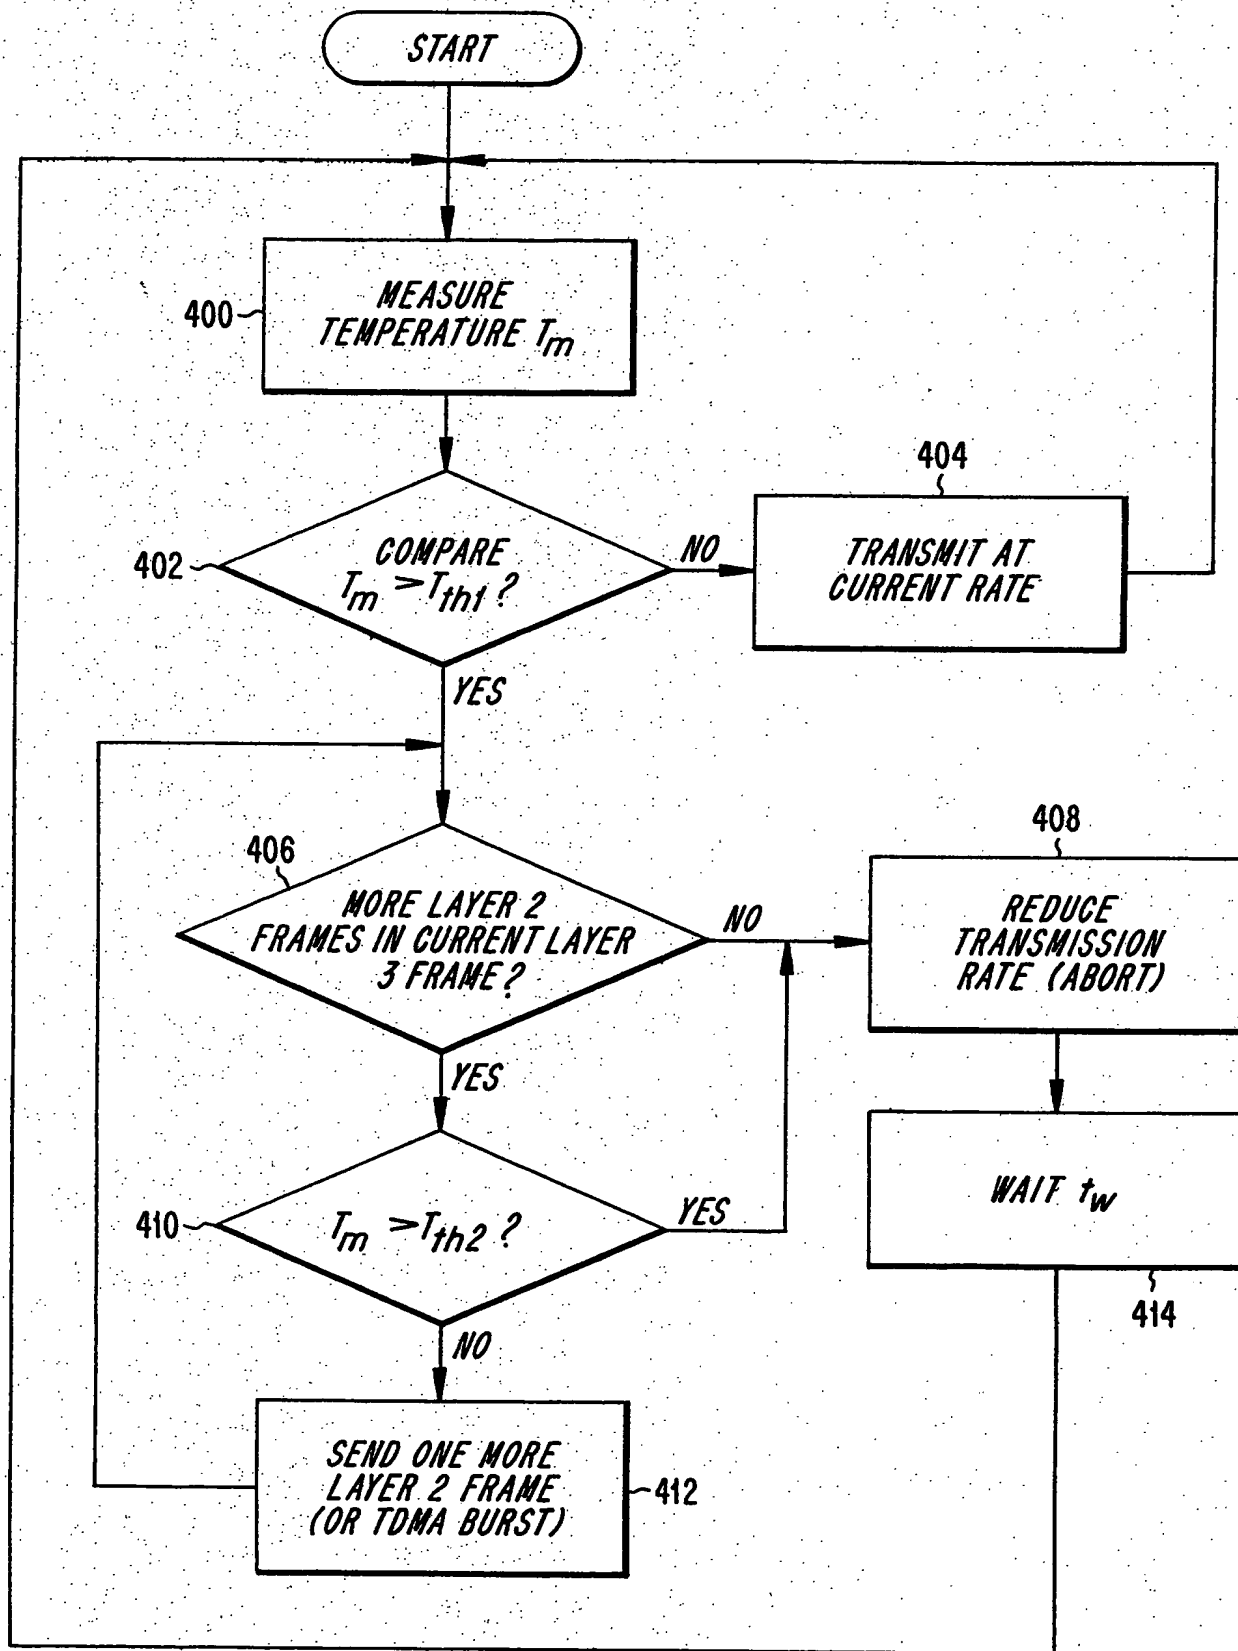 START
400
MEASURE
TEMPERATURE Tm
402
COMPARE
Tm > Tth1 ?
NO
404
TRANSMIT AT
CURRENT RATE
YES
406
MORE LAYER 2
FRAMES IN CURRENT LAYER
3 FRAME?
NO
408
REDUCE
TRANSMISSION
RATE (ABORT)
YES
410
Tm > Tth2 ?
YES
WAIT tw
414
NO
SEND ONE MORE
LAYER 2 FRAME
(OR TDMA BURST)
412